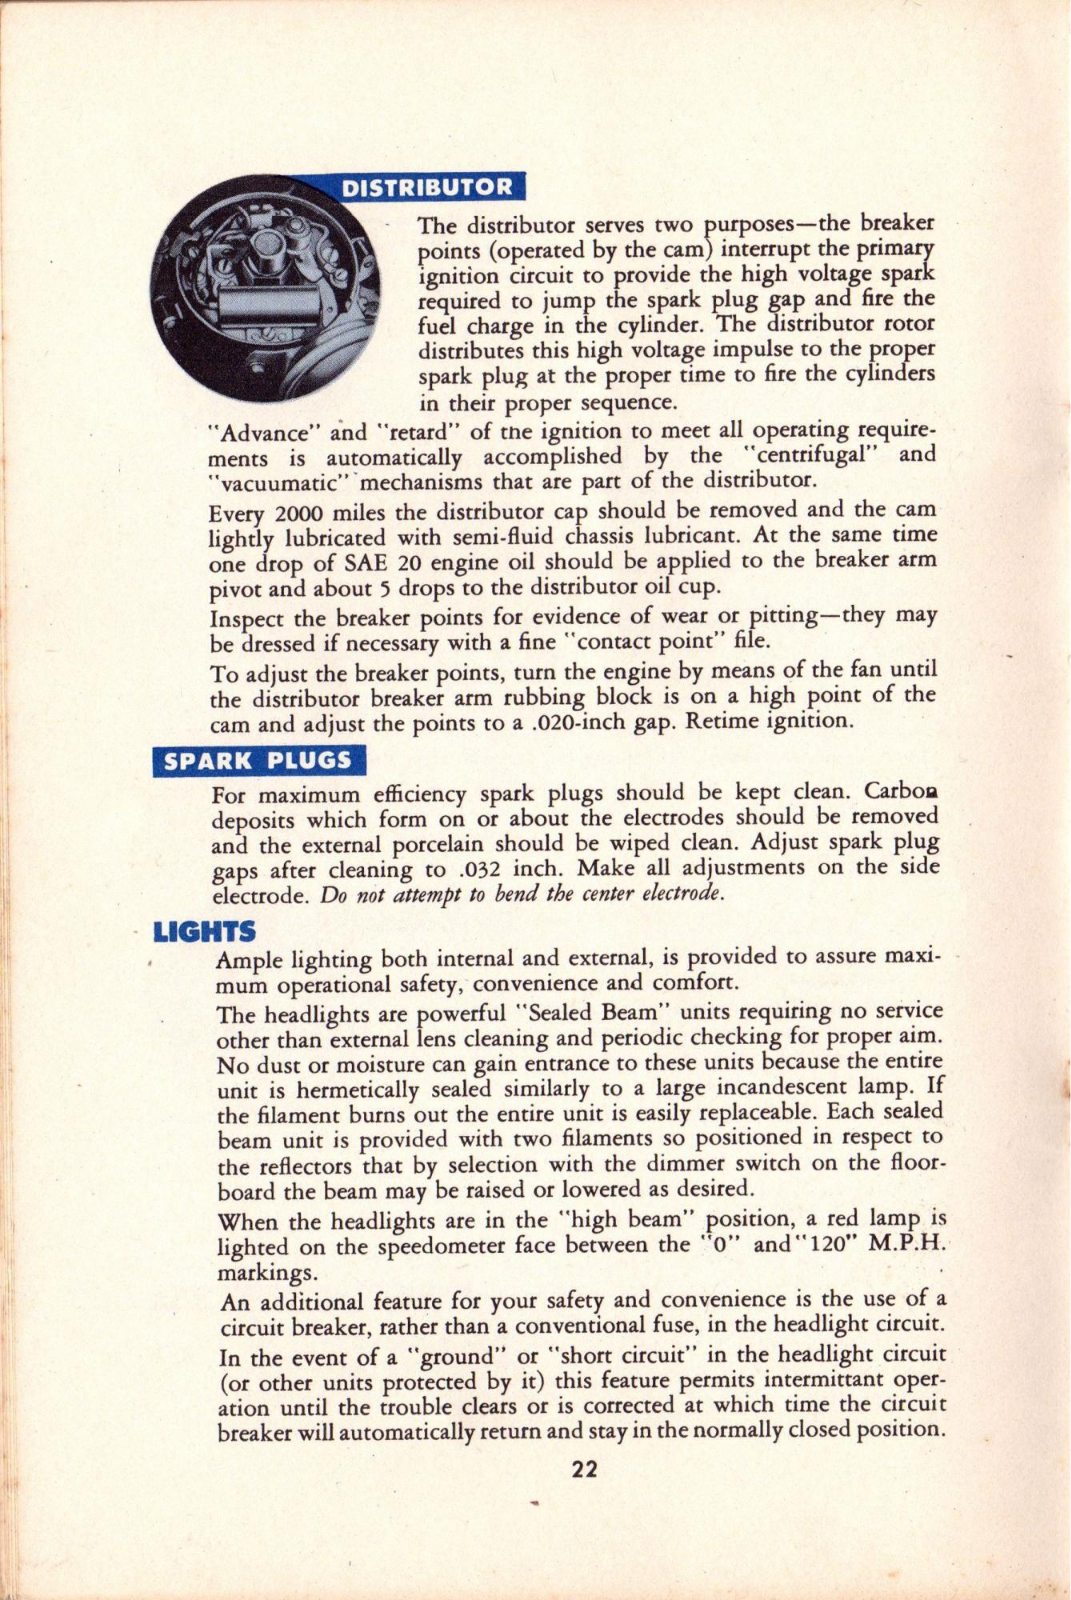 DISTRIBUTOR
The distributor serves two purposes—the breaker
points (operated by the cam) interrupt the primary
ignition circuit to provide the high voltage spark
required to jump the spark plug gap and fire the
fuel charge in the cylinder. The distributor rotor
distributes this high voltage impulse to the proper
spark plug at the proper time to fire the cylinders
in their proper sequence.
"Advance" and "retard" of the ignition to meet all operating require-
ments is automatically accomplished by the "centrifugal" and
"vacuumatic" mechanisms that are part of the distributor.
Every 2000 miles the distributor cap should be removed and the cam
lightly lubricated with semi-fluid chassis lubricant. At the same time
one drop of SAE 20 engine oil should be applied to the breaker arm
pivot and about 5 drops to the distributor oil cup.
Inspect the breaker points for evidence of wear or pitting—they may
be dressed if necessary with a fine "contact point" file.
To adjust the breaker points, turn the engine by means of the fan until
the distributor breaker arm rubbing block is on a high point of the
cam and adjust the points to a .020-inch gap. Retime ignition.
SPARK PLUGS
For maximum efficiency spark plugs should be kept clean. Carbon
deposits which form on or about the electrodes should be removed
and the external porcelain should be wiped clean. Adjust spark plug
gaps after cleaning to .032 inch. Make all adjustments on the side
electrode. Do not attempt to bend the center electrode.
LIGHTS
Ample lighting both internal and external, is provided to assure maxi-
mum operational safety, convenience and comfort.
The headlights are powerful "Sealed Beam" units requiring no service
other than external lens cleaning and periodic checking for proper aim.
No dust or moisture can gain entrance to these units because the entire
unit is hermetically sealed similarly to a large incandescent lamp. If
the filament burns out the entire unit is easily replaceable. Each sealed
beam unit is provided with two filaments so positioned in respect to
the reflectors that by selection with the dimmer switch on the floor-
board the beam may be raised or lowered as desired.
When the headlights are in the "high beam" position, a red lamp is
lighted on the speedometer face between the "0" and "120" M.P.H.
markings.
An additional feature for your safety and convenience is the use of a
circuit breaker, rather than a conventional fuse, in the headlight circuit.
In the event of a "ground" or "short circuit" in the headlight circuit
(or other units protected by it) this feature permits intermittant oper-
ation until the trouble clears or is corrected at which time the circuit
breaker will automatically return and stay in the normally closed position.
22